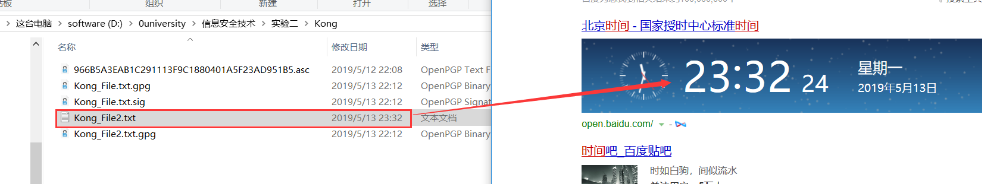 组织
新建
打开
选择
这台电脑 > software (D:) > 0university > 信息安全技术 > 实验二 > Kong
名称 修改日期 类型
966B5A3EAB1C291113F9C1880401A5F23AD951B5.asc 2019/5/12 22:08 OpenPGP Text F
Kong_File.txt.gpg 2019/5/13 22:12 OpenPGP Binary
Kong_File.txt.sig 2019/5/13 22:12 OpenPGP Signat
Kong_File2.txt 2019/5/13 23:32 文本文档
Kong_File2.txt.gpg 2019/5/13 22:12 OpenPGP Binary
北京时间 - 国家授时中心标准时间
23:32 24
星期一
2019年5月13日
open.baidu.com/
时间吧_百度贴吧
时如白驹，间似流水